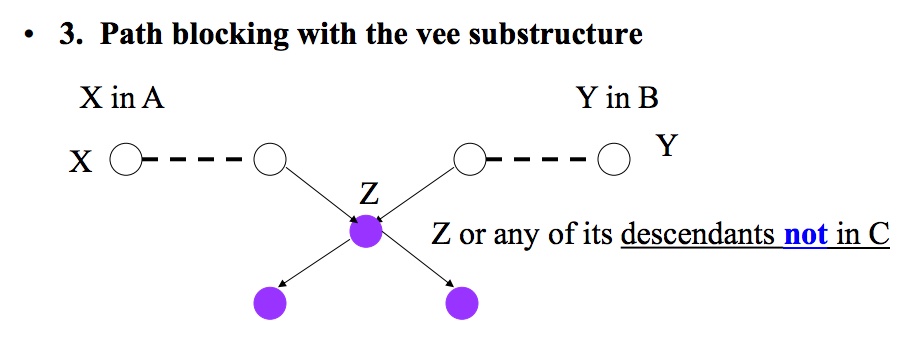 • 3. Path blocking with the vee substructure
X in A
Y in B
X
Y
Z
Z or any of its descendants not in C